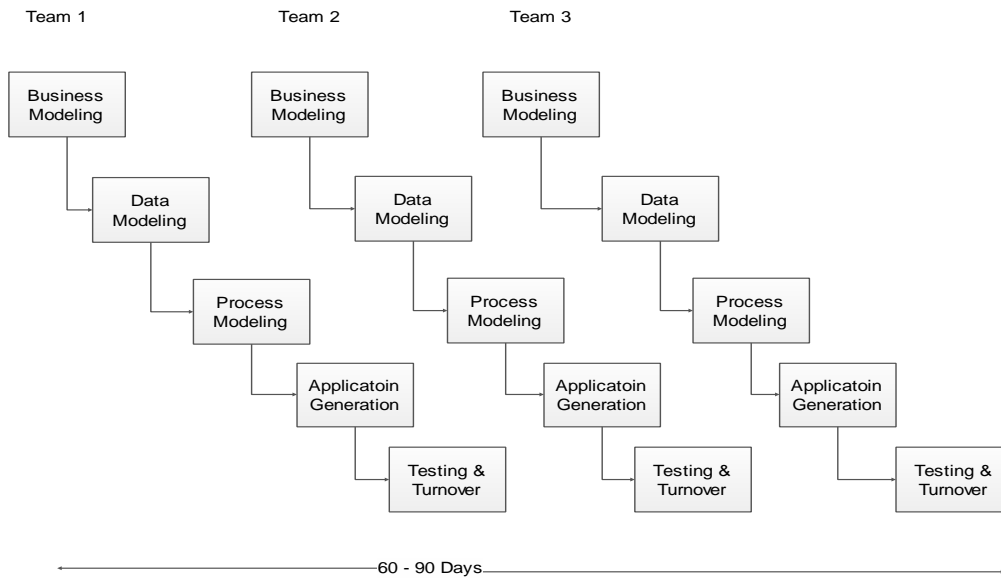 Team 1
Team 2
Team 3
Business
Modeling
Business
Modeling
Business
Modeling
Data
Modeling
Data
Modeling
Data
Modeling
Process
Modeling
Process
Modeling
Process
Modeling
Applicatoin
Generation
Applicatoin
Generation
Applicatoin
Generation
Testing &
Turnover
Testing &
Turnover
Testing &
Turnover
60 - 90 Days